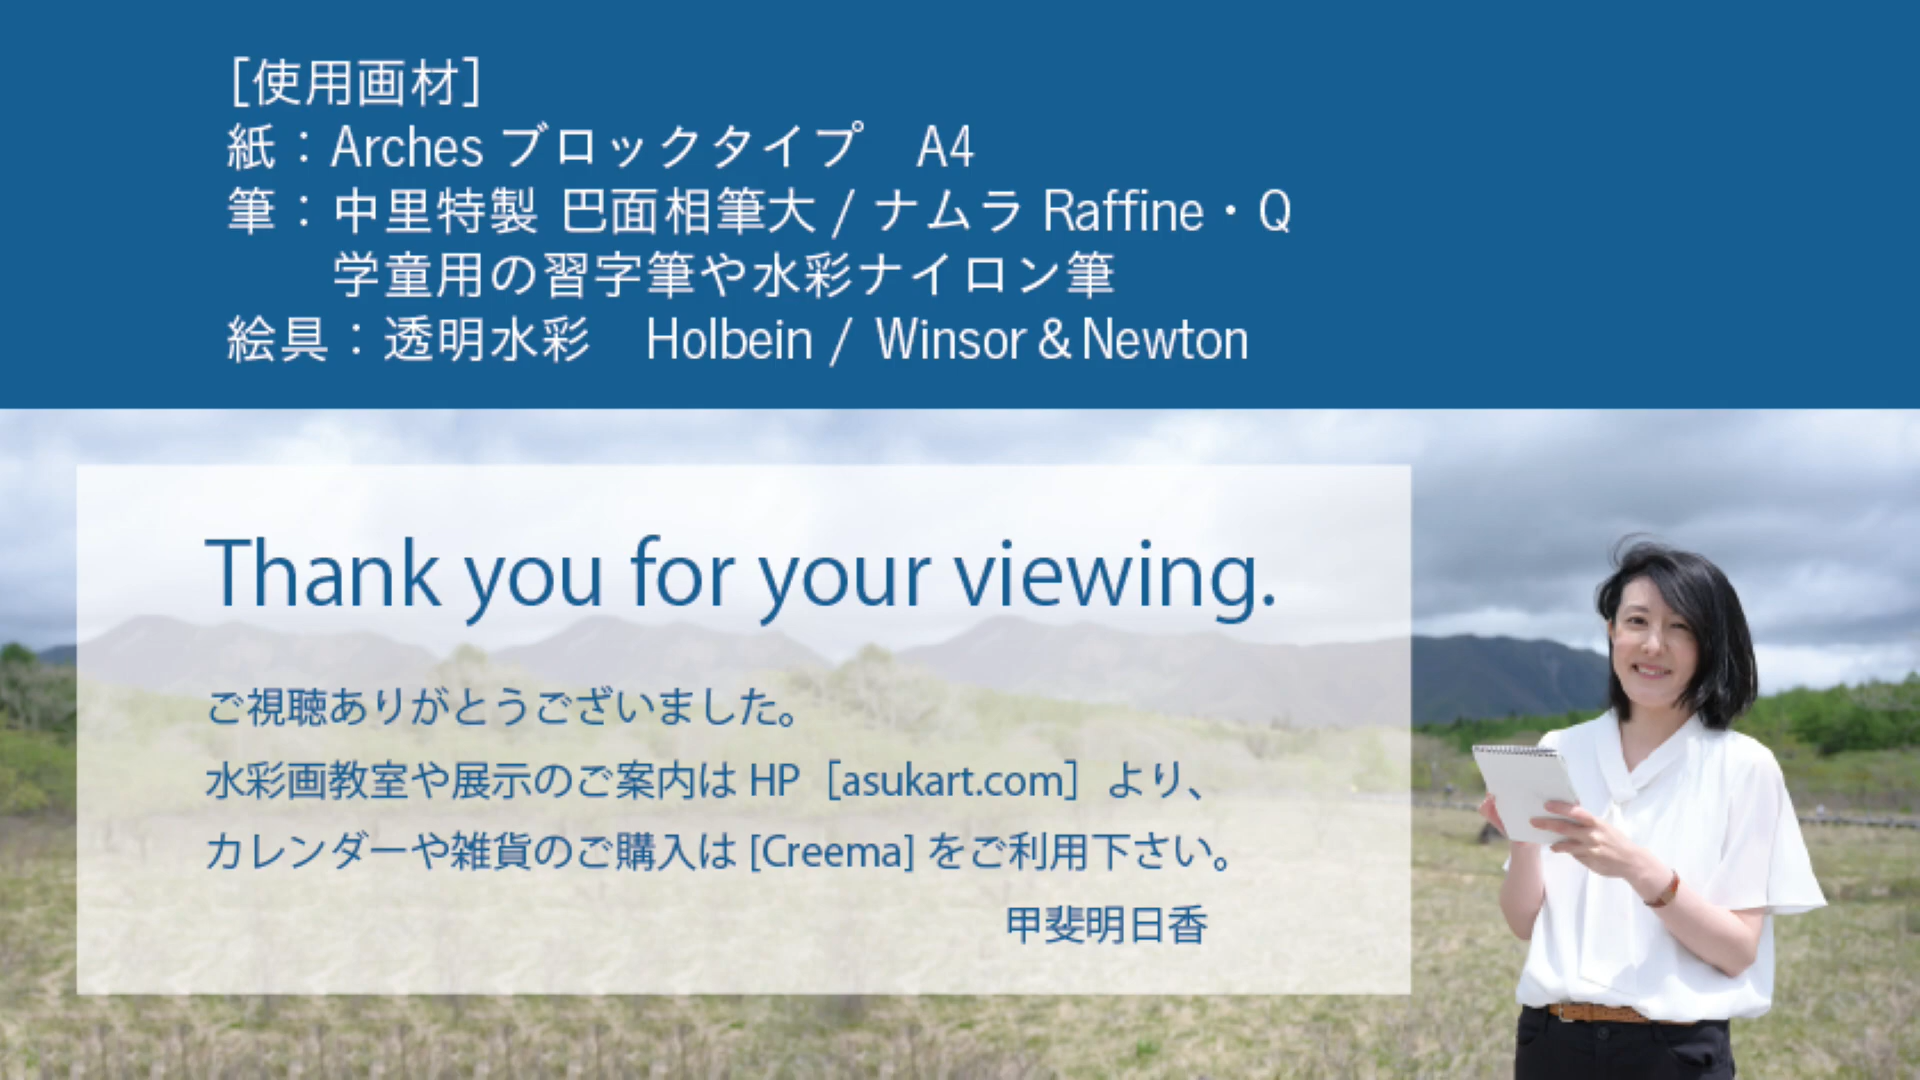 [使用画材]
紙：Arches ブロックタイプ　A4
筆：中里特製 巴面相筆大 / ナムラ Raffine・Q
学童用の習字筆や水彩ナイロン筆
絵具：透明水彩　Holbein / Winsor & Newton
Thank you for your viewing.
ご視聴ありがとうございました。
水彩画教室や展示のご案内は HP［asukart.com］より、
カレンダーや雑貨のご購入は [Creema] をご利用下さい。
甲斐明日香